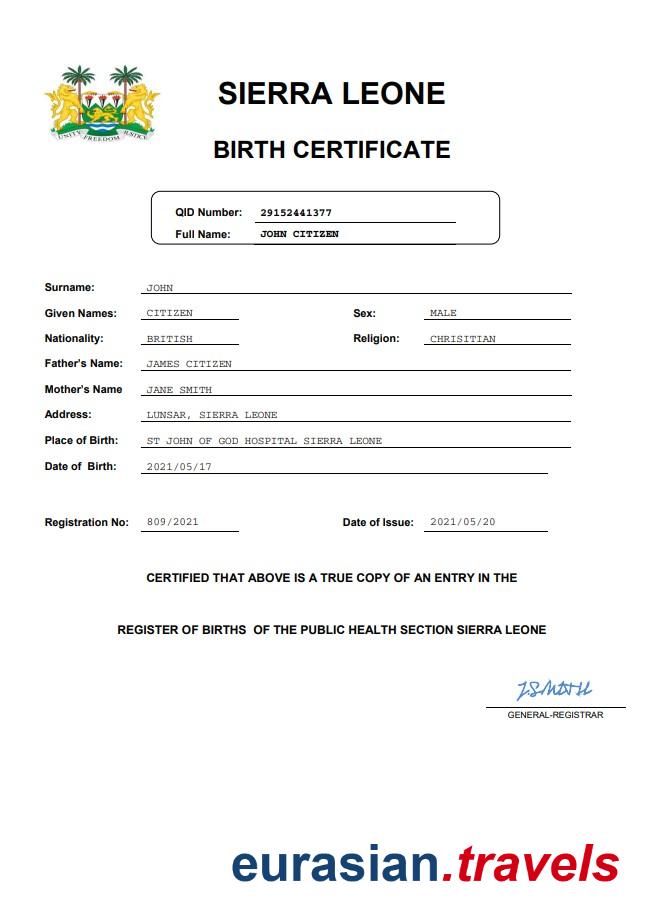 SIERRA LEONE
BIRTH CERTIFICATE
UNITY FREEDOM JUSTICE
QID Number: 29152441377
Full Name: JOHN CITIZEN
Surname: JOHN
Given Names: CITIZEN Sex: MALE
Nationality: BRITISH Religion: CHRISITIAN
Father's Name: JAMES CITIZEN
Mother's Name JANE SMITH
Address: LUNSAR, SIERRA LEONE
Place of Birth: ST JOHN OF GOD HOSPITAL SIERRA LEONE
Date of Birth: 2021/05/17
Registration No: 809/2021 Date of Issue: 2021/05/20
CERTIFIED THAT ABOVE IS A TRUE COPY OF AN ENTRY IN THE
REGISTER OF BIRTHS OF THE PUBLIC HEALTH SECTION SIERRA LEONE
J.SMITH
GENERAL-REGISTRAR
eurasian.travels